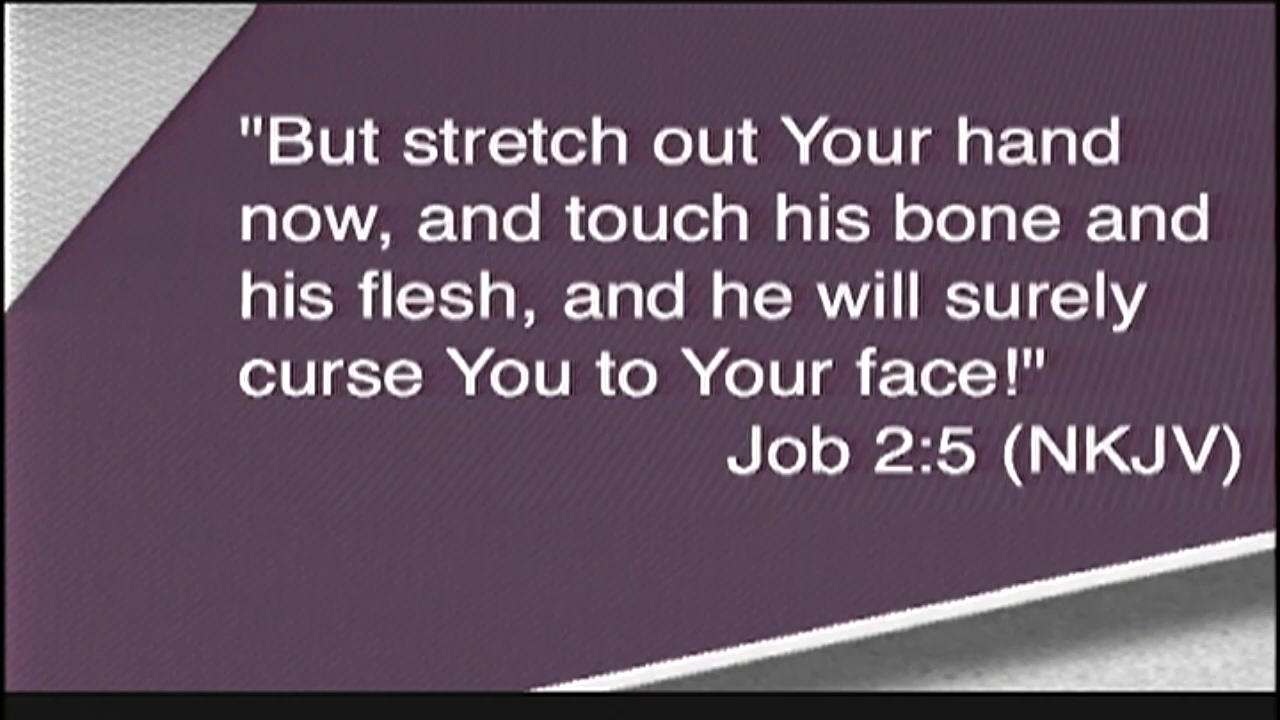 "But stretch out Your hand
now, and touch his bone and
his flesh, and he will surely
curse You to Your face!"
Job 2:5 (NKJV)